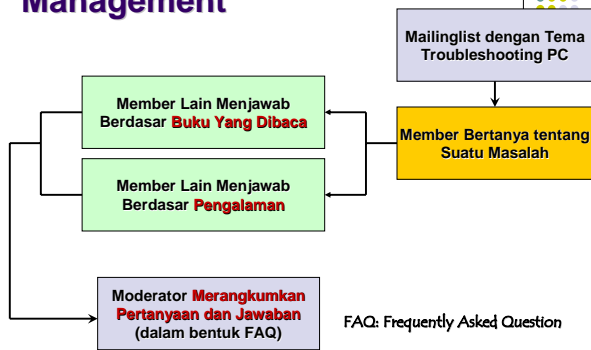 Management
Mailinglist dengan Tema
Troubleshooting PC
Member Bertanya tentang
Suatu Masalah
Member Lain Menjawab
Berdasar Buku Yang Dibaca
Member Lain Menjawab
Berdasar Pengalaman
Moderator Merangkumkan
Pertanyaan dan Jawaban
(dalam bentuk FAQ)
FAQ: Frequently Asked Question